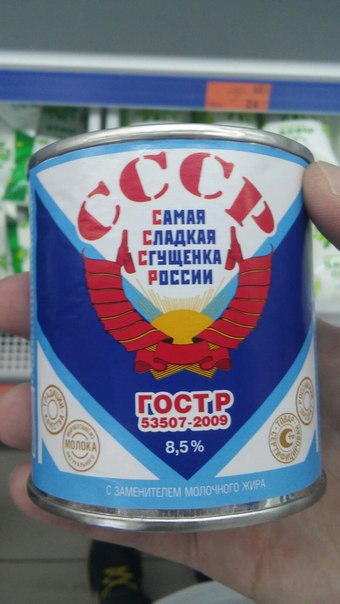 СССР
САМАЯ
СЛАДКАЯ
СГУЩЕНКА
РОССИИ
ГОСТ Р
53507-2009
8,5%
МОЛОКА
С ЗАМЕНИТЕЛЕМ МОЛОЧНОГО ЖИРА